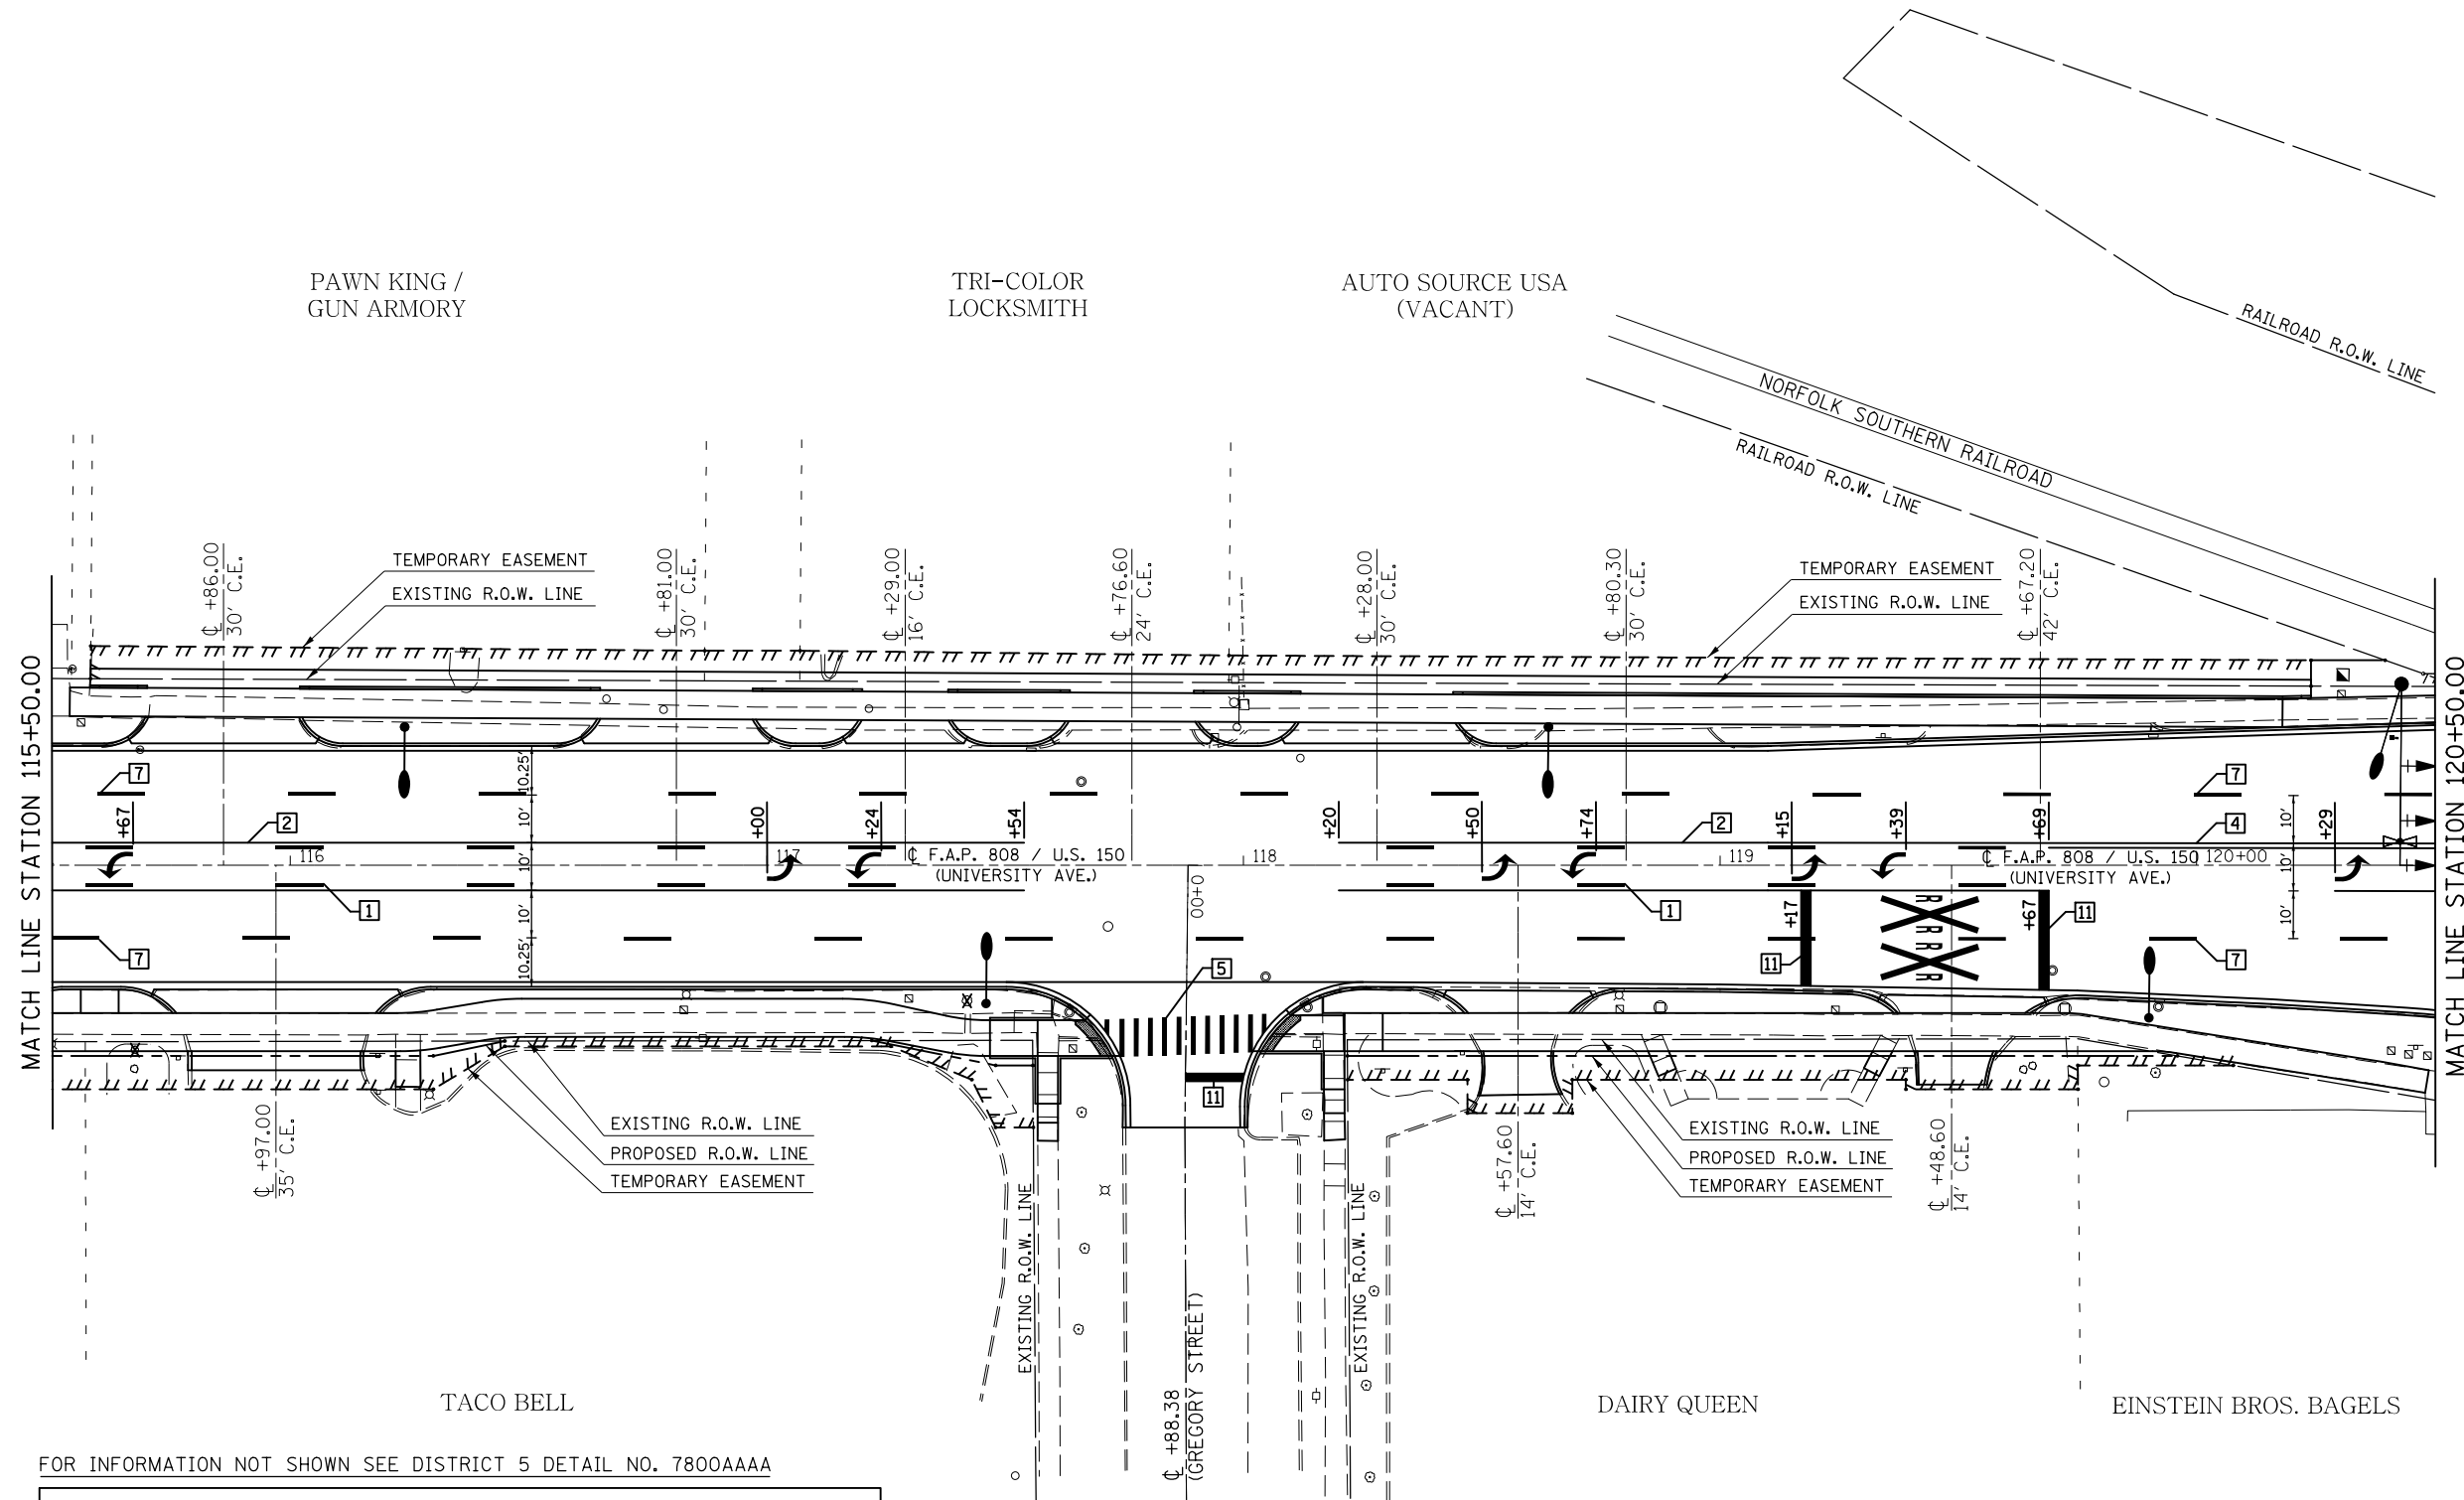 PAWN KING /
GUN ARMORY
TRI-COLOR
LOCKSMITH
AUTO SOURCE USA
(VACANT)
RAILROAD R.O.W. LINE
NORFOLK SOUTHERN RAILROAD
RAILROAD R.O.W. LINE
℄ +86.00
30' C.E.
TEMPORARY EASEMENT
EXISTING R.O.W. LINE
℄ +81.00
30' C.E.
℄ +29.00
16' C.E.
℄ +76.60
24' C.E.
℄ +28.00
30' C.E.
℄ +80.30
30' C.E.
TEMPORARY EASEMENT
EXISTING R.O.W. LINE
℄ +67.20
42' C.E.
MATCH LINE STATION 115+50.00
MATCH LINE STATION 120+50.00
7
10.25'
7
+67
2
10'
+00
+24
+54
+20
+50
+74
2
+15
+39
+69
10'
4
+29
116
10'
117
℄ F.A.P. 808 / U.S. 150
(UNIVERSITY AVE.)
118
119
℄ F.A.P. 808 / U.S. 150
(UNIVERSITY AVE.)
120+00
10'
1
10'
0+00
1
+17
R R
R R
+67
11
10'
7
10.25'
5
11
7
11
℄ +97.00
35' C.E.
EXISTING R.O.W. LINE
PROPOSED R.O.W. LINE
TEMPORARY EASEMENT
EXISTING R.O.W. LINE
EXISTING R.O.W. LINE
℄ +57.60
14' C.E.
EXISTING R.O.W. LINE
PROPOSED R.O.W. LINE
TEMPORARY EASEMENT
℄ +48.60
14' C.E.
℄ +88.38
(GREGORY STREET)
TACO BELL
DAIRY QUEEN
EINSTEIN BROS. BAGELS
FOR INFORMATION NOT SHOWN SEE DISTRICT 5 DETAIL NO. 7800AAAA